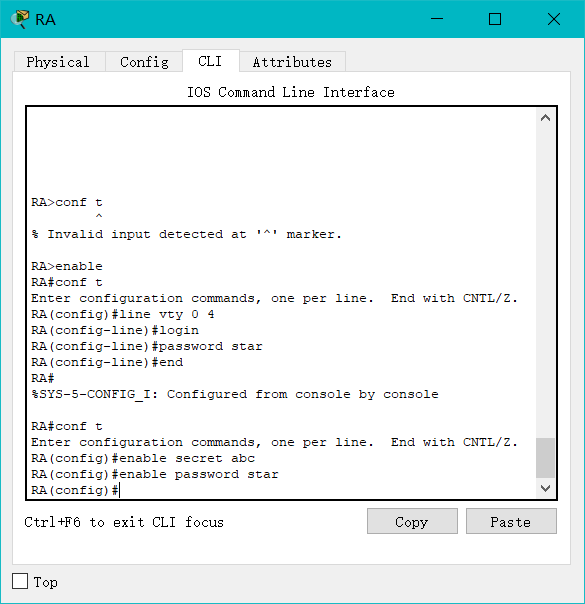 RA
Physical Config CLI Attributes
IOS Command Line Interface
RA>conf t
^
% Invalid input detected at '^' marker.
RA>enable
RA#conf t
Enter configuration commands, one per line.  End with CNTL/Z.
RA(config)#line vty 0 4
RA(config-line)#login
RA(config-line)#password star
RA(config-line)#end
RA#
%SYS-5-CONFIG_I: Configured from console by console
RA#conf t
Enter configuration commands, one per line.  End with CNTL/Z.
RA(config)#enable secret abc
RA(config)#enable password star
RA(config)#
Ctrl+F6 to exit CLI focus
Copy Paste
Top